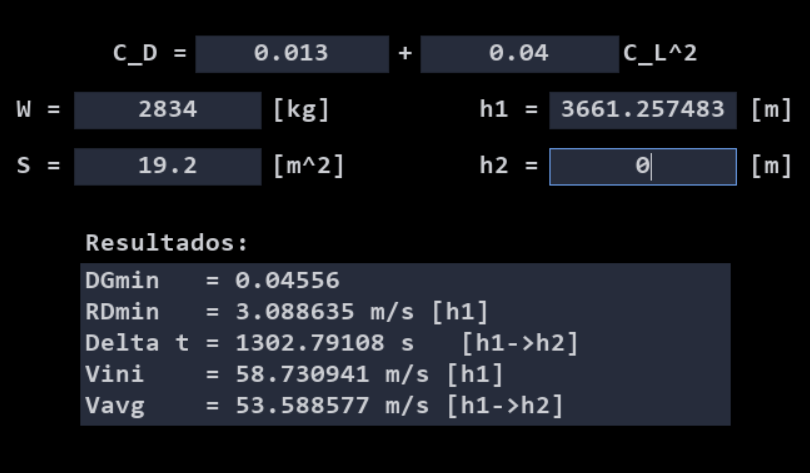 C_D = 0.013 + 0.04 C_L^2
W = 2834 [kg] h1 = 3661.257483 [m]
S = 19.2 [m^2] h2 = 0 [m]
Resultados:
DGmin = 0.04556
RDmin = 3.088635 m/s [h1]
Delta t = 1302.79108 s [h1->h2]
Vini = 58.730941 m/s [h1]
Vavg = 53.588577 m/s [h1->h2]